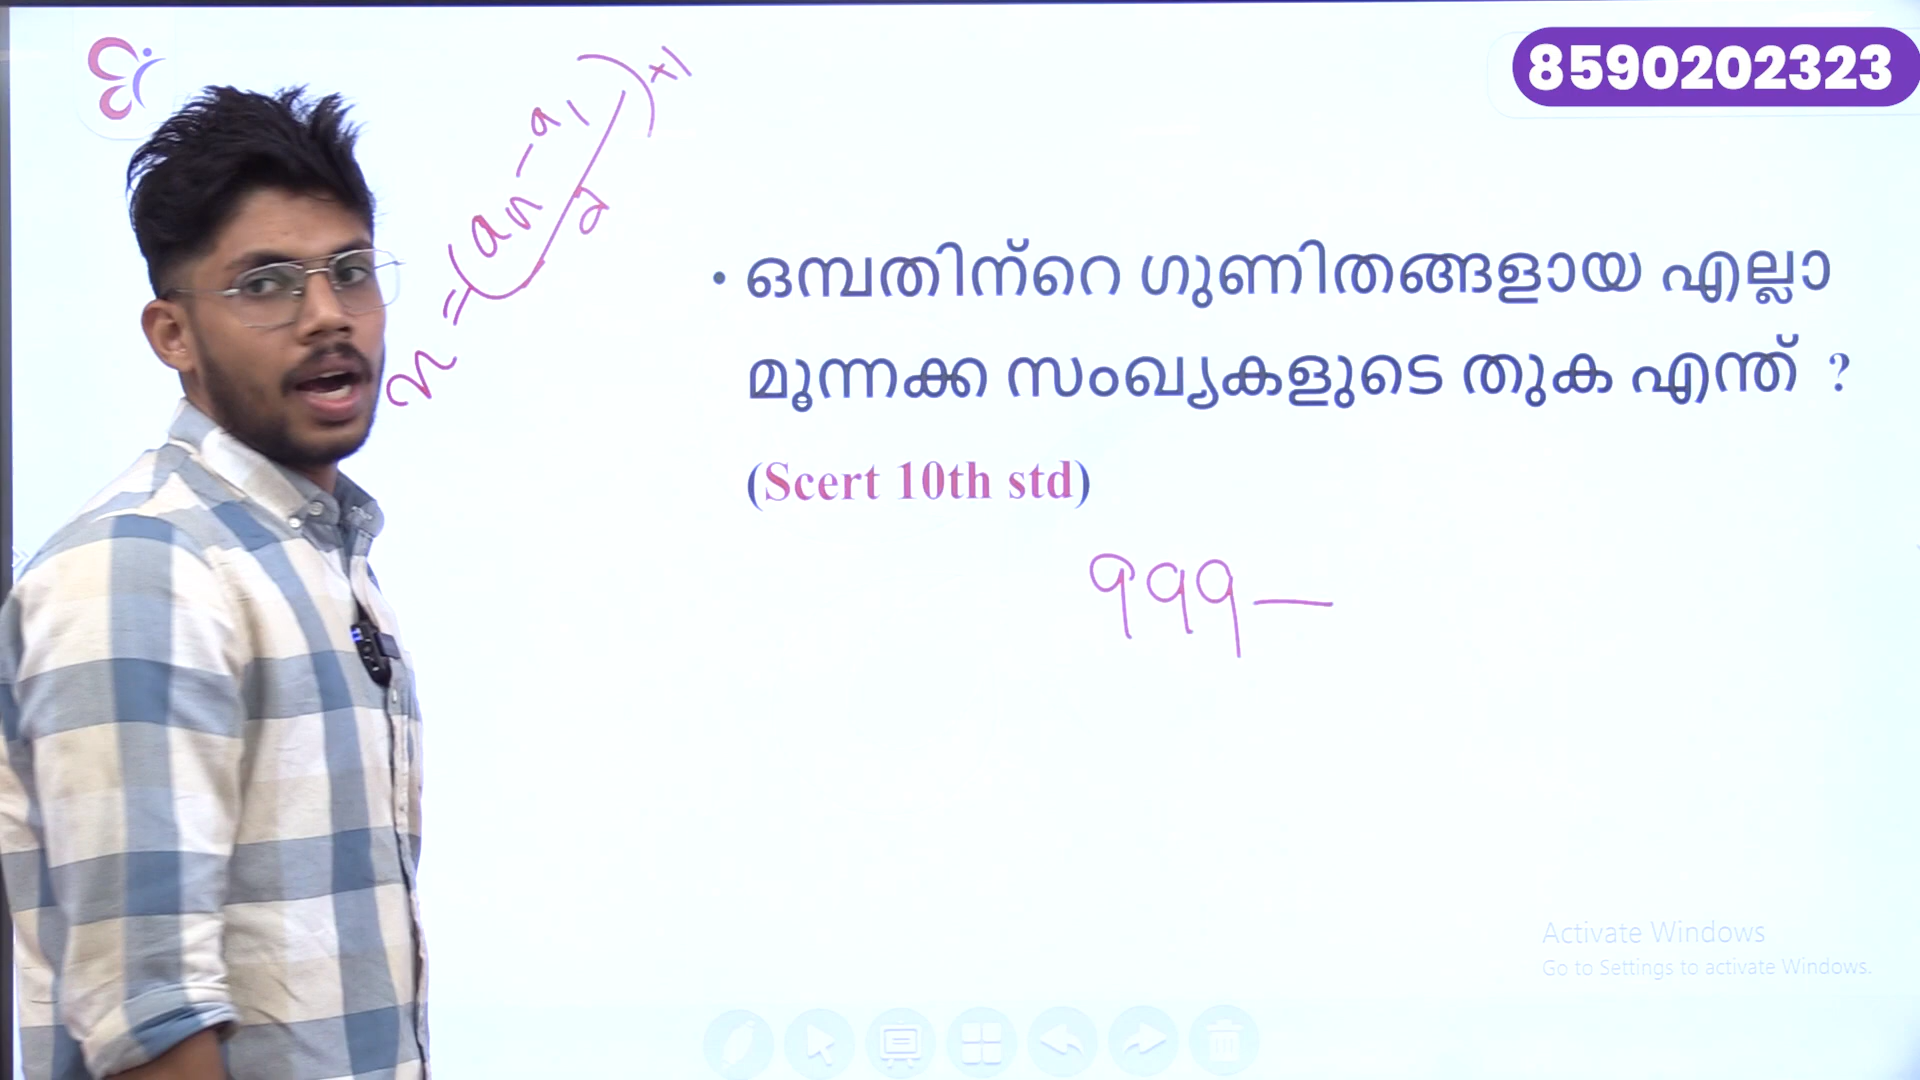 8590202323
n = (an - a1 / d) +1
• ഒമ്പതിന്റെ ഗുണിതങ്ങളായ എല്ലാ
മൂന്നക്ക സംഖ്യകളുടെ തുക എന്ത് ?
(Scert 10th std)
999 —
Activate Windows
Go to Settings to activate Windows.